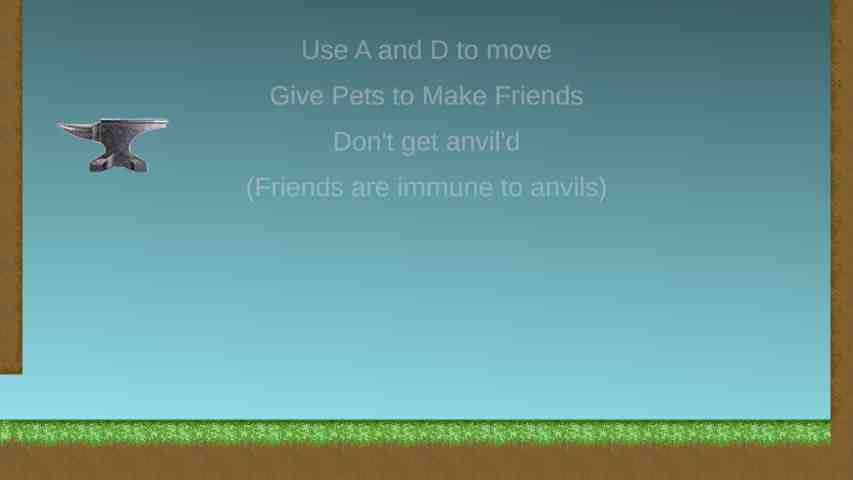 Use A and D to move
Give Pets to Make Friends
Don't get anvil'd
(Friends are immune to anvils)